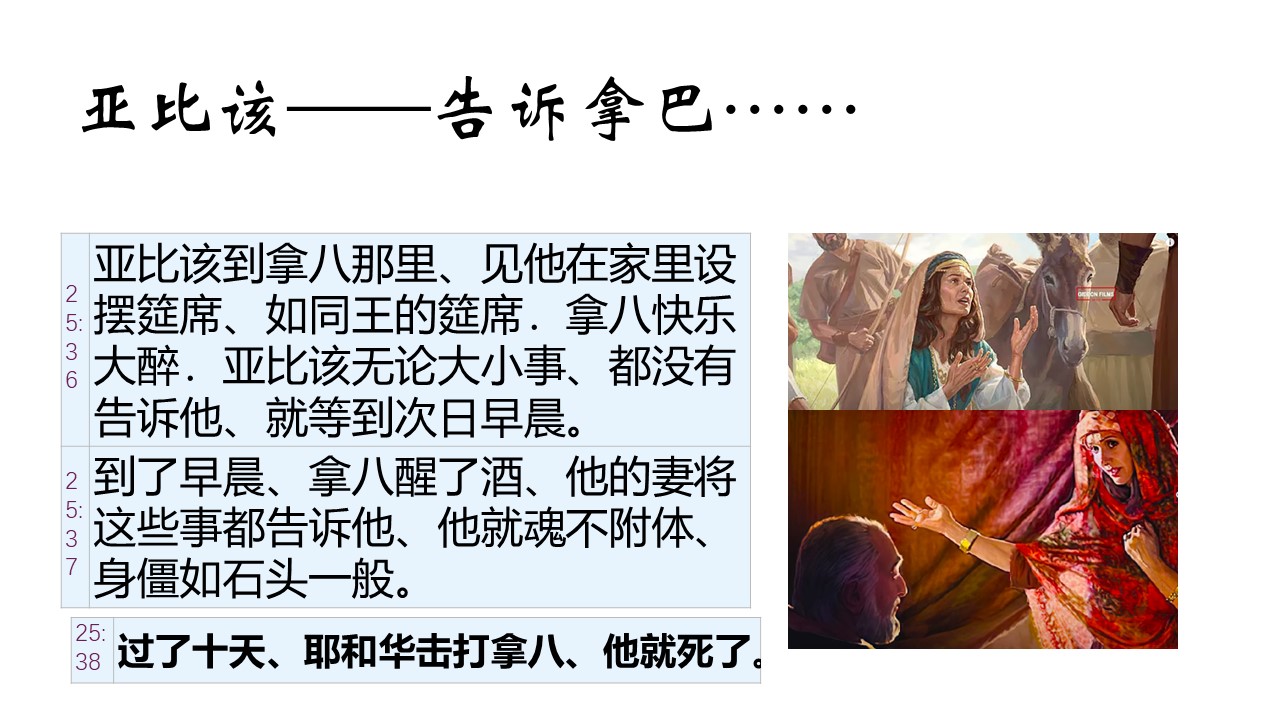 亚比该——告诉拿巴……
25:36
亚比该到拿八那里、见他在家里设
摆筵席、如同王的筵席．拿八快乐
大醉．亚比该无论大小事、都没有
告诉他、就等到次日早晨。
25:37
到了早晨、拿八醒了酒、他的妻将
这些事都告诉他、他就魂不附体、
身僵如石头一般。
25:38
过了十天、耶和华击打拿八、他就死了。
GIDEON FILMS